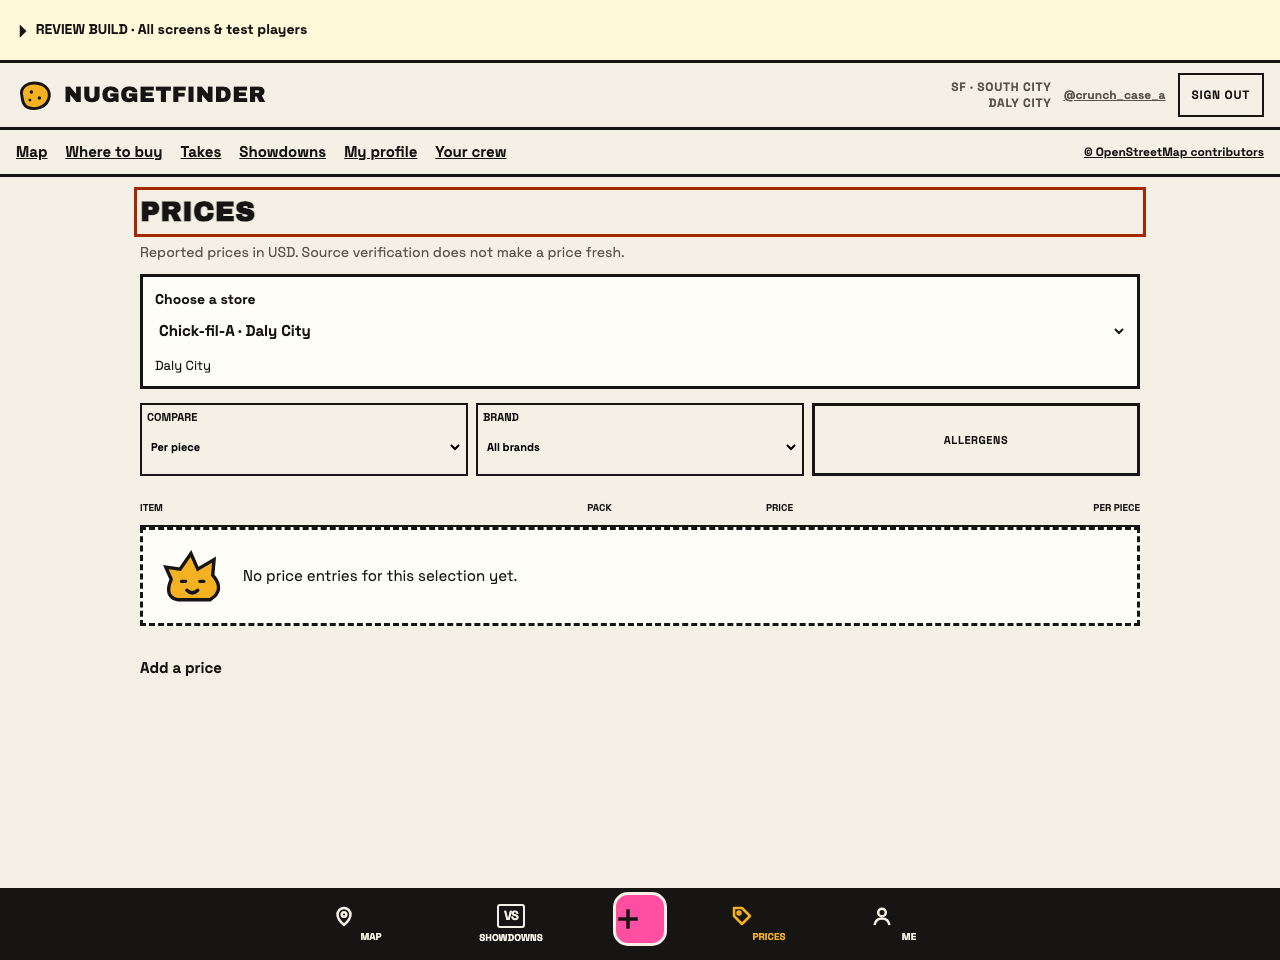 REVIEW BUILD · All screens & test players
NUGGETFINDER
SF · SOUTH CITY
DALY CITY
@crunch_case_a
SIGN OUT
Map
Where to buy
Takes
Showdowns
My profile
Your crew
© OpenStreetMap contributors
PRICES
Reported prices in USD. Source verification does not make a price fresh.
Choose a store
Chick-fil-A · Daly City
Daly City
COMPARE
Per piece
BRAND
All brands
ALLERGENS
ITEM
PACK
PRICE
PER PIECE
No price entries for this selection yet.
Add a price
MAP
VS
SHOWDOWNS
PRICES
ME